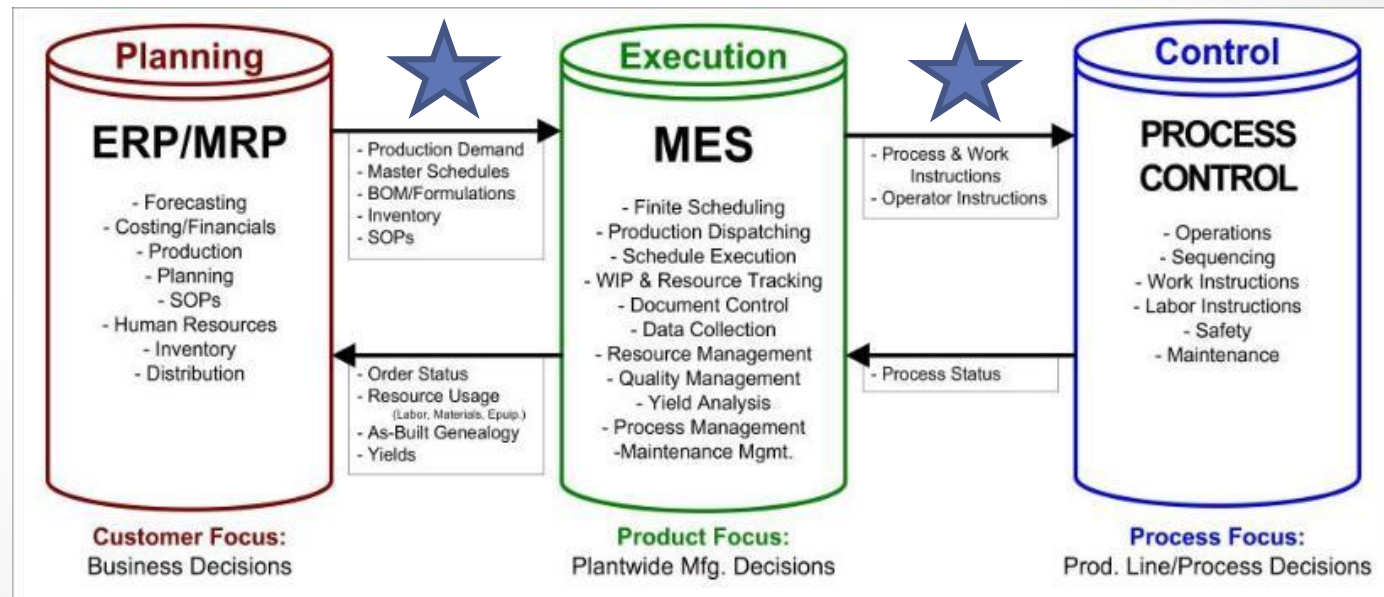 Planning
ERP/MRP
- Forecasting
- Costing/Financials
- Production
- Planning
- SOPs
- Human Resources
- Inventory
- Distribution
Customer Focus:
Business Decisions
- Production Demand
- Master Schedules
- BOM/Formulations
- Inventory
- SOPs
- Order Status
- Resource Usage
(Labor, Materials, Epuip.)
- As-Built Genealogy
- Yields
Execution
MES
- Finite Scheduling
- Production Dispatching
- Schedule Execution
- WIP & Resource Tracking
- Document Control
- Data Collection
- Resource Management
- Quality Management
- Yield Analysis
- Process Management
-Maintenance Mgmt.
Product Focus:
Plantwide Mfg. Decisions
- Process & Work
Instructions
- Operator Instructions
- Process Status
Control
PROCESS
CONTROL
- Operations
- Sequencing
- Work Instructions
- Labor Instructions
- Safety
- Maintenance
Process Focus:
Prod. Line/Process Decisions